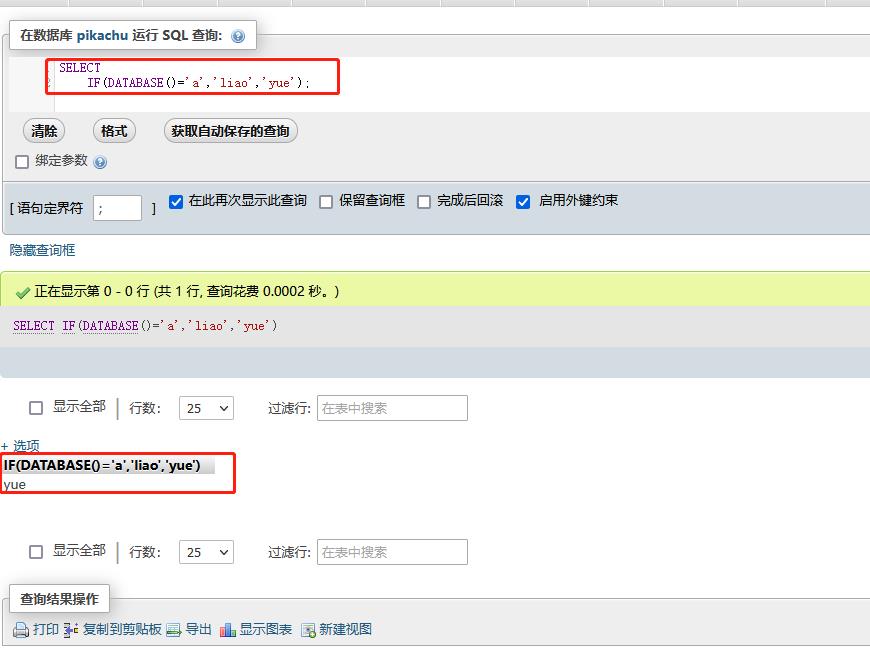 在数据库 pikachu 运行 SQL 查询:
SELECT
IF(DATABASE()='a','liao','yue');
清除 格式 获取自动保存的查询
绑定参数
[ 语句定界符 ; ] 在此再次显示此查询 保留查询框 完成后回滚 启用外键约束
隐藏查询框
正在显示第 0 - 0 行 (共 1 行, 查询花费 0.0002 秒。)
SELECT IF(DATABASE()='a','liao','yue')
显示全部 行数: 25 过滤行: 在表中搜索
+ 选项
IF(DATABASE()='a','liao','yue')
yue
显示全部 行数: 25 过滤行: 在表中搜索
查询结果操作
打印 复制到剪贴板 导出 显示图表 新建视图